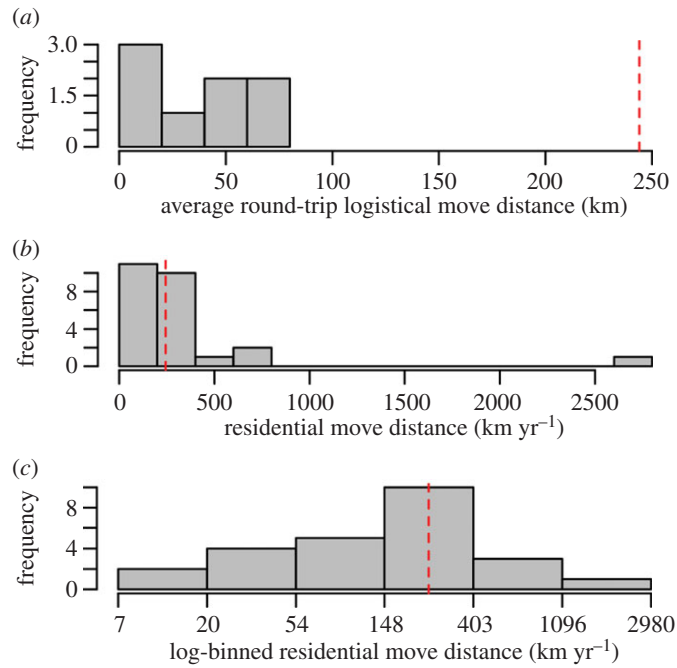 (a)
frequency
3.0
1.5
0
0 50 100 150 200 250
average round-trip logistical move distance (km)
(b)
frequency
8
4
0
0 500 1000 1500 2000 2500
residential move distance (km yr⁻¹)
(c)
frequency
8
4
0
7 20 54 148 403 1096 2980
log-binned residential move distance (km yr⁻¹)